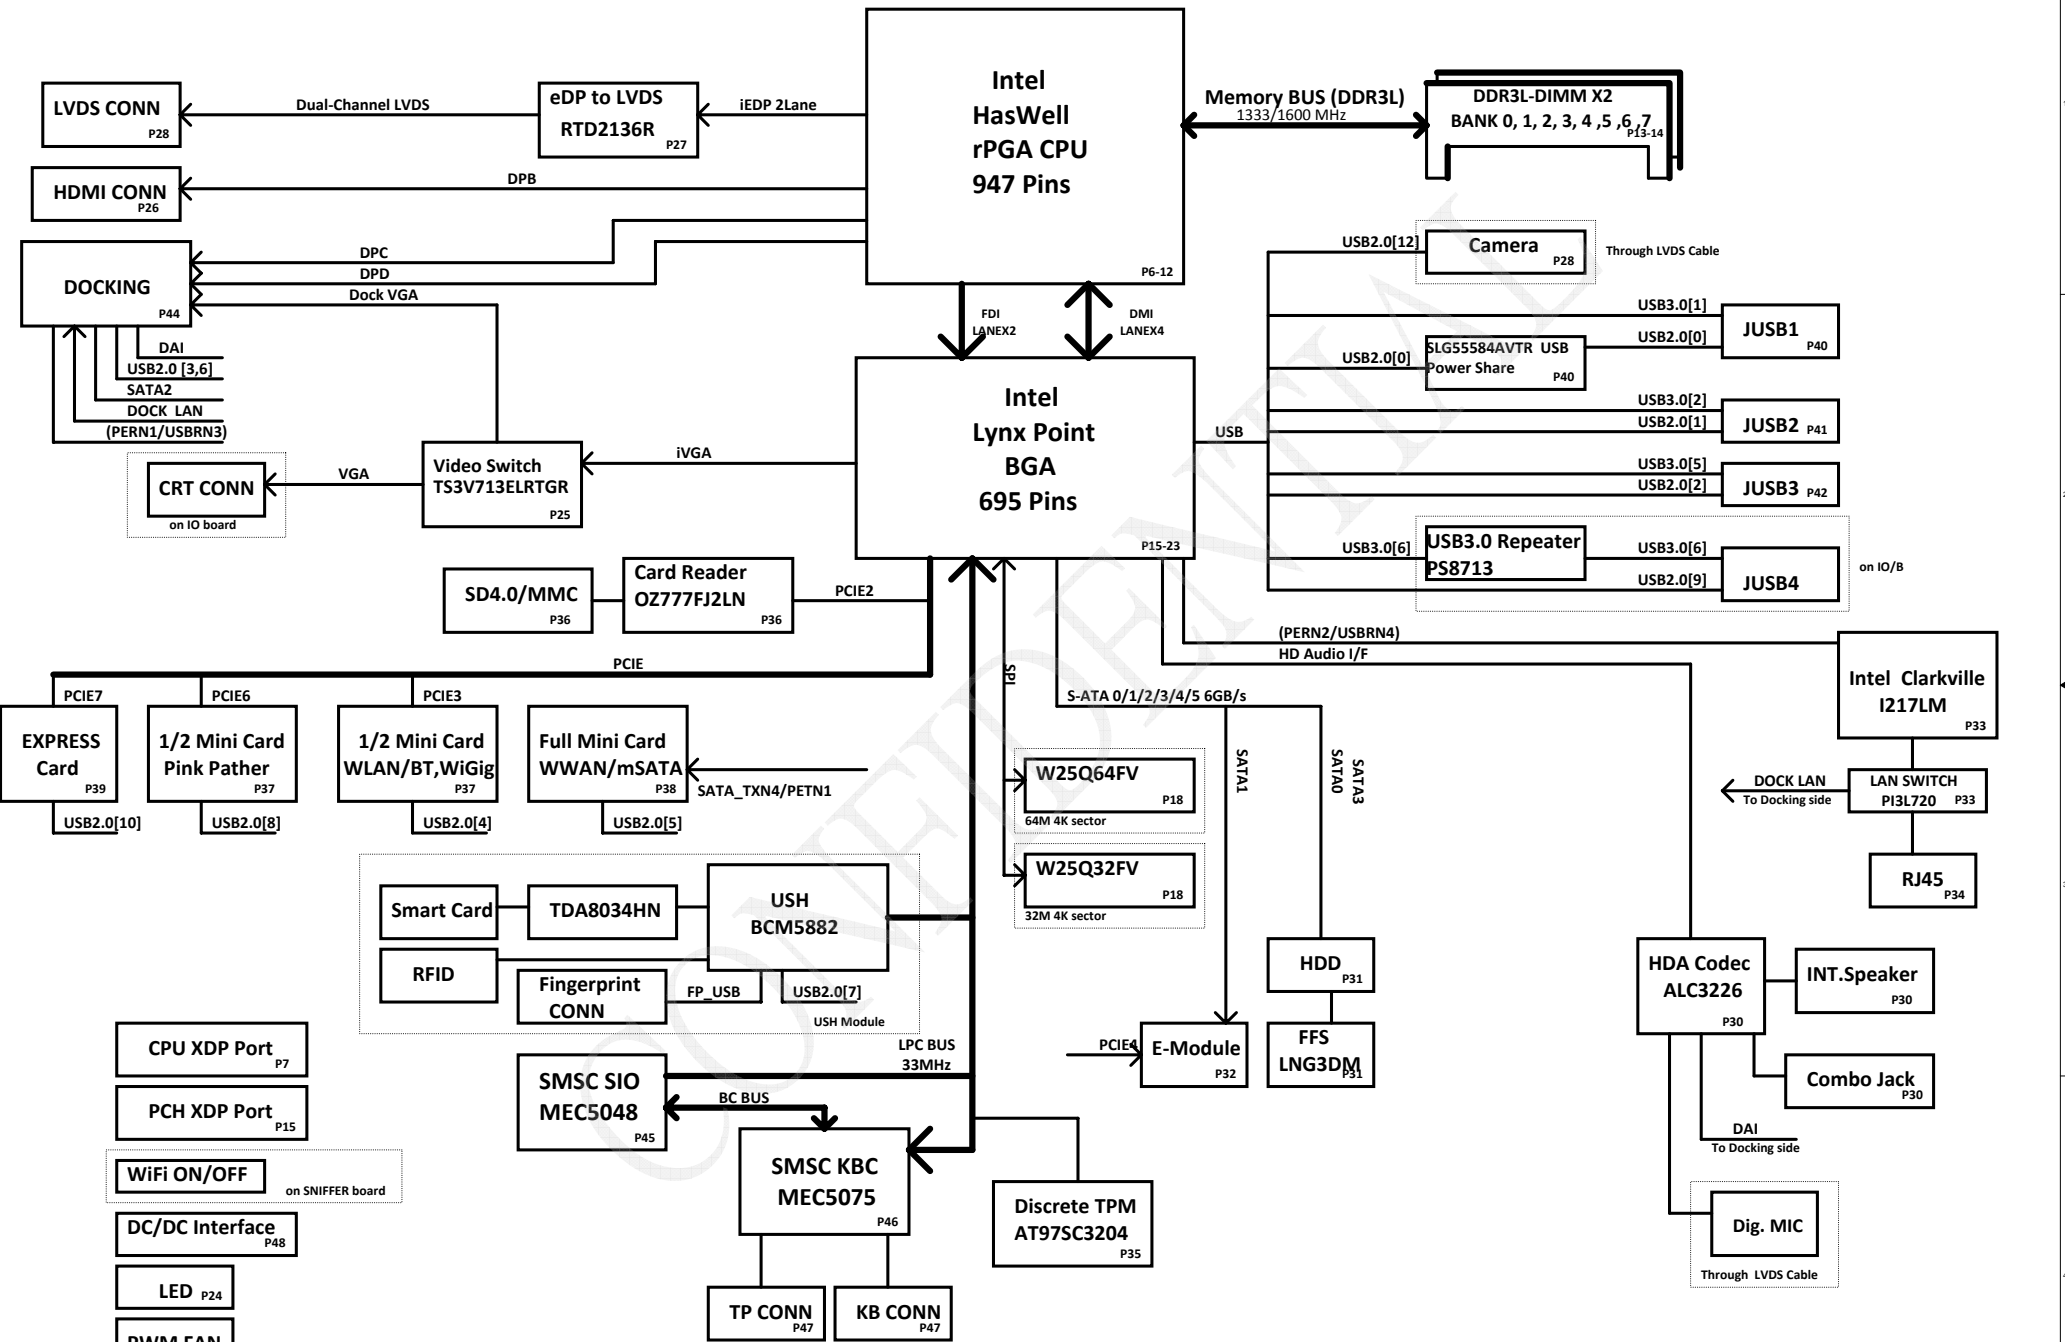 Intel
HasWell
rPGA CPU
947 Pins
P6-12
LVDS CONN
P28
Dual-Channel LVDS
eDP to LVDS
RTD2136R
P27
iEDP 2Lane
Memory BUS (DDR3L)
1333/1600 MHz
DDR3L-DIMM X2
BANK 0, 1, 2, 3, 4 ,5 ,6 ,7
P13-14
HDMI CONN
P26
DPB
DOCKING
P44
DPC
DPD
Dock VGA
DAI
USB2.0 [3,6]
SATA2
DOCK LAN
(PERN1/USBRN3)
FDI
LANEX2
DMI
LANEX4
USB2.0[12]
Camera
P28
Through LVDS Cable
USB3.0[1]
JUSB1
P40
USB2.0[0]
SLG55584AVTR USB
Power Share
P40
USB2.0[0]
Intel
Lynx Point
BGA
695 Pins
P15-23
USB
USB3.0[2]
USB2.0[1]
JUSB2 P41
USB3.0[5]
USB2.0[2]
JUSB3 P42
CRT CONN
on IO board
VGA
Video Switch
TS3V713ELRTGR
P25
iVGA
USB3.0[6]
USB3.0 Repeater
PS8713
USB3.0[6]
USB2.0[9]
JUSB4
on IO/B
SD4.0/MMC
P36
Card Reader
OZ777FJ2LN
P36
PCIE2
PCIE
SPI
(PERN2/USBRN4)
HD Audio I/F
Intel Clarkville
I217LM
P33
S-ATA 0/1/2/3/4/5 6GB/s
PCIE7
PCIE6
PCIE3
EXPRESS
Card
P39
1/2 Mini Card
Pink Pather
P37
1/2 Mini Card
WLAN/BT,WiGig
P37
Full Mini Card
WWAN/mSATA
P38
SATA_TXN4/PETN1
USB2.0[10]
USB2.0[8]
USB2.0[4]
USB2.0[5]
W25Q64FV
P18
64M 4K sector
W25Q32FV
P18
32M 4K sector
SATA1
SATA0
SATA3
DOCK LAN
To Docking side
LAN SWITCH
PI3L720 P33
RJ45
P34
Smart Card
TDA8034HN
USH
BCM5882
RFID
Fingerprint
CONN
FP_USB
USB2.0[7]
USH Module
HDD
P31
FFS
LNG3DM
P31
PCIE4
E-Module
P32
HDA Codec
ALC3226
P30
INT.Speaker
P30
Combo Jack
P30
DAI
To Docking side
Dig. MIC
Through LVDS Cable
LPC BUS
33MHz
SMSC SIO
MEC5048
P45
BC BUS
SMSC KBC
MEC5075
P46
Discrete TPM
AT97SC3204
P35
TP CONN
P47
KB CONN
P47
CPU XDP Port
P7
PCH XDP Port
P15
WiFi ON/OFF
on SNIFFER board
DC/DC Interface
P48
LED P24
PWM FAN
CONFIDENTIAL